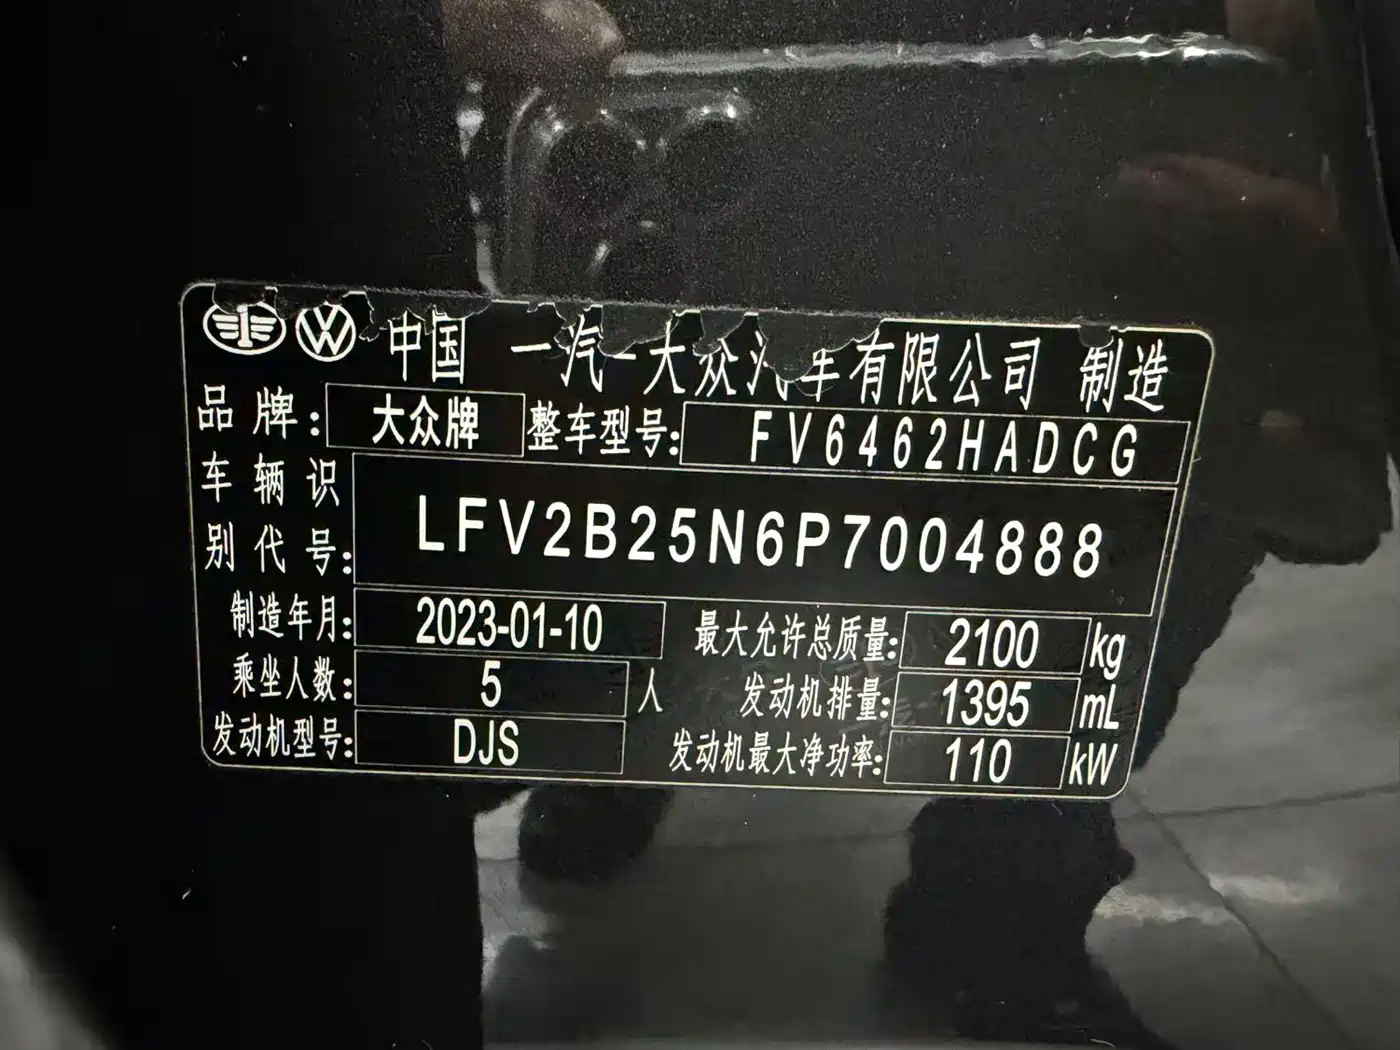 VW 中国 一汽-大众汽车有限公司 制造
品牌: 大众牌 整车型号: FV6462HADCG
车辆识别代号: LFV2B25N6P7004888
制造年月: 2023-01-10 最大允许总质量: 2100 kg
乘坐人数: 5 人 发动机排量: 1395 mL
发动机型号: DJS 发动机最大净功率: 110 kW